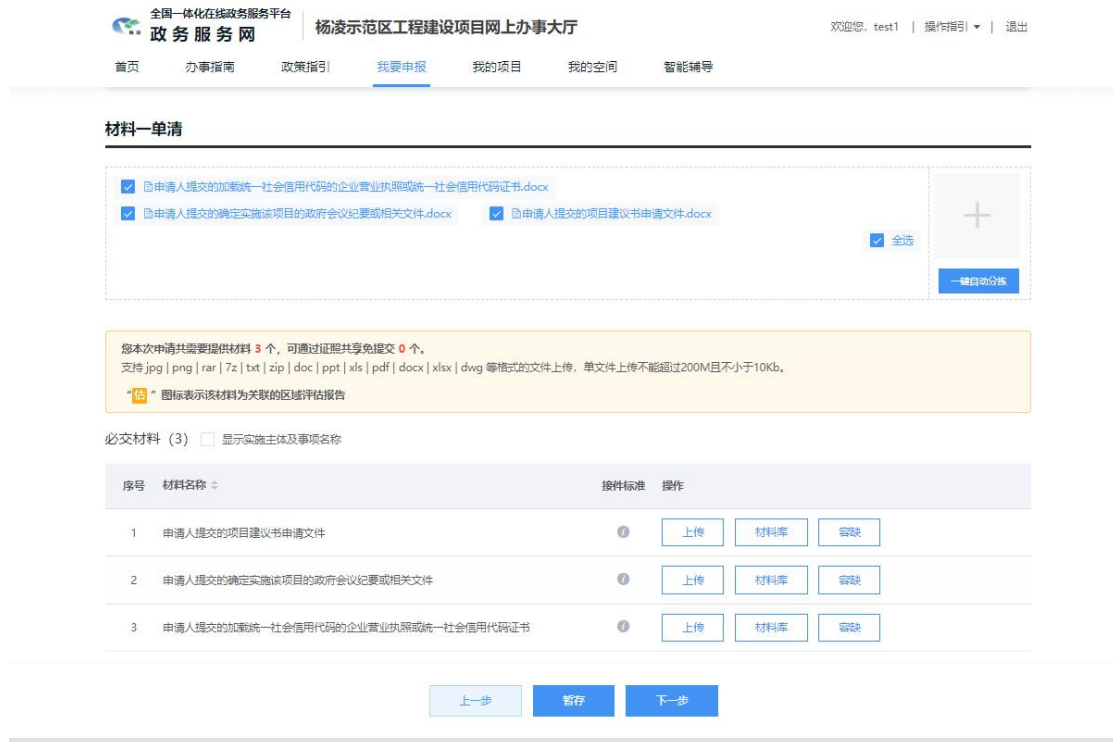 全国一体化在线政务服务平台
政务服务网
杨凌示范区工程建设项目网上办事大厅
欢迎您, test1 | 操作指引 | 退出
首页 办事指南 政策指引 我要申报 我的项目 我的空间 智能辅导
材料一单清
申请人提交的加载统一社会信用代码的企业营业执照或统一社会信用代码证书.docx
申请人提交的确定实施该项目的政府会议纪要或相关文件.docx 申请人提交的项目建议书申请文件.docx
全选
一键自动分拣
您本次申请共需要提供材料 3 个，可通过证照共享免提交 0 个。
支持 jpg | png | rar | 7z | txt | zip | doc | ppt | xls | pdf | docx | xlsx | dwg 等格式的文件上传，单文件上传不能超过200M且不小于10Kb。
“估” 图标表示该材料为关联的区域评估报告
必交材料（3） 显示实施主体及事项名称
序号 材料名称 接件标准 操作
1 申请人提交的项目建议书申请文件 上传 材料库 容缺
2 申请人提交的确定实施该项目的政府会议纪要或相关文件 上传 材料库 容缺
3 申请人提交的加载统一社会信用代码的企业营业执照或统一社会信用代码证书 上传 材料库 容缺
上一步 暂存 下一步